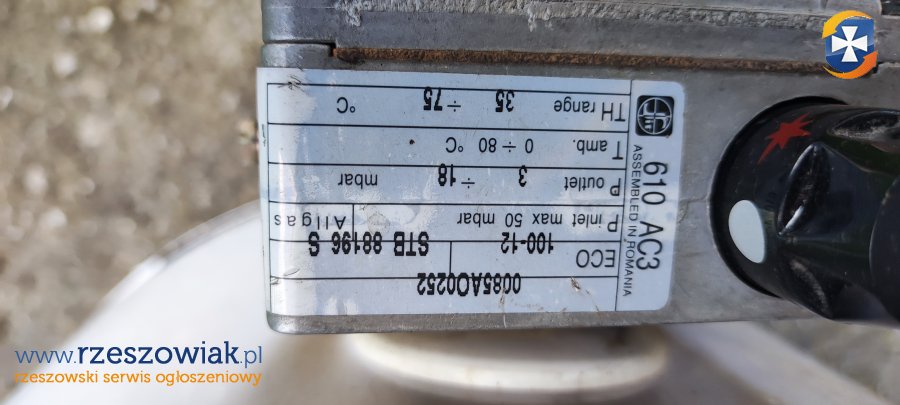 610 AC3
ASSEMBLED IN ROMANIA
0085AO0252
ECO 100-12 STB 88196 S
P inlet max 50 mbar Allgas
P outlet 3 ÷ 18 mbar
T amb. 0 ÷ 80 °C
TH range 35 ÷ 75 °C
www.rzeszowiak.pl
rzeszowski serwis ogłoszeniowy